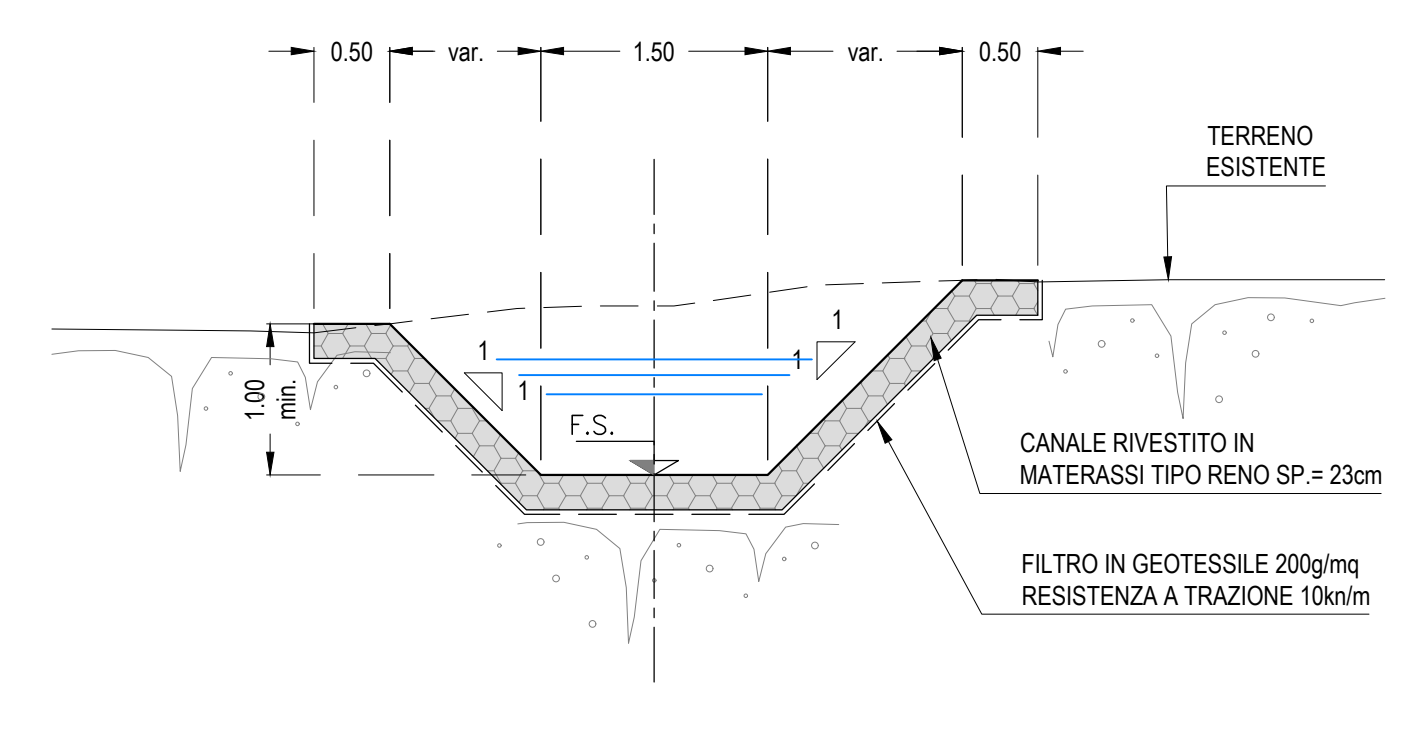 0.50
var.
1.50
var.
0.50
TERRENO
ESISTENTE
1
1
1
1
1.00
min.
F.S.
CANALE RIVESTITO IN
MATERASSI TIPO RENO SP.= 23cm
FILTRO IN GEOTESSILE 200g/mq
RESISTENZA A TRAZIONE 10kn/m